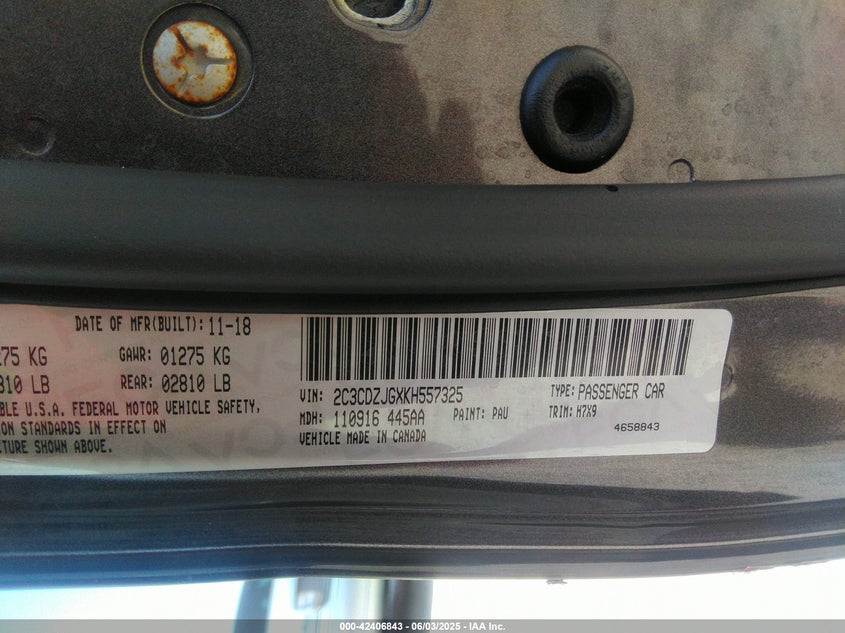 DATE OF MFR(BUILT): 11-18
275 KG GAWR: 01275 KG
810 LB REAR: 02810 LB
BLE U.S.A. FEDERAL MOTOR VEHICLE SAFETY,
ION STANDARDS IN EFFECT ON
CTURE SHOWN ABOVE.
VIN: 2C3CDZJGXKH557325 TYPE: PASSENGER CAR
MDH: 110916 445AA PAINT: PAU TRIM: H7X9
VEHICLE MADE IN CANADA 4658843
000-42406843 - 06/03/2025 - IAA Inc.